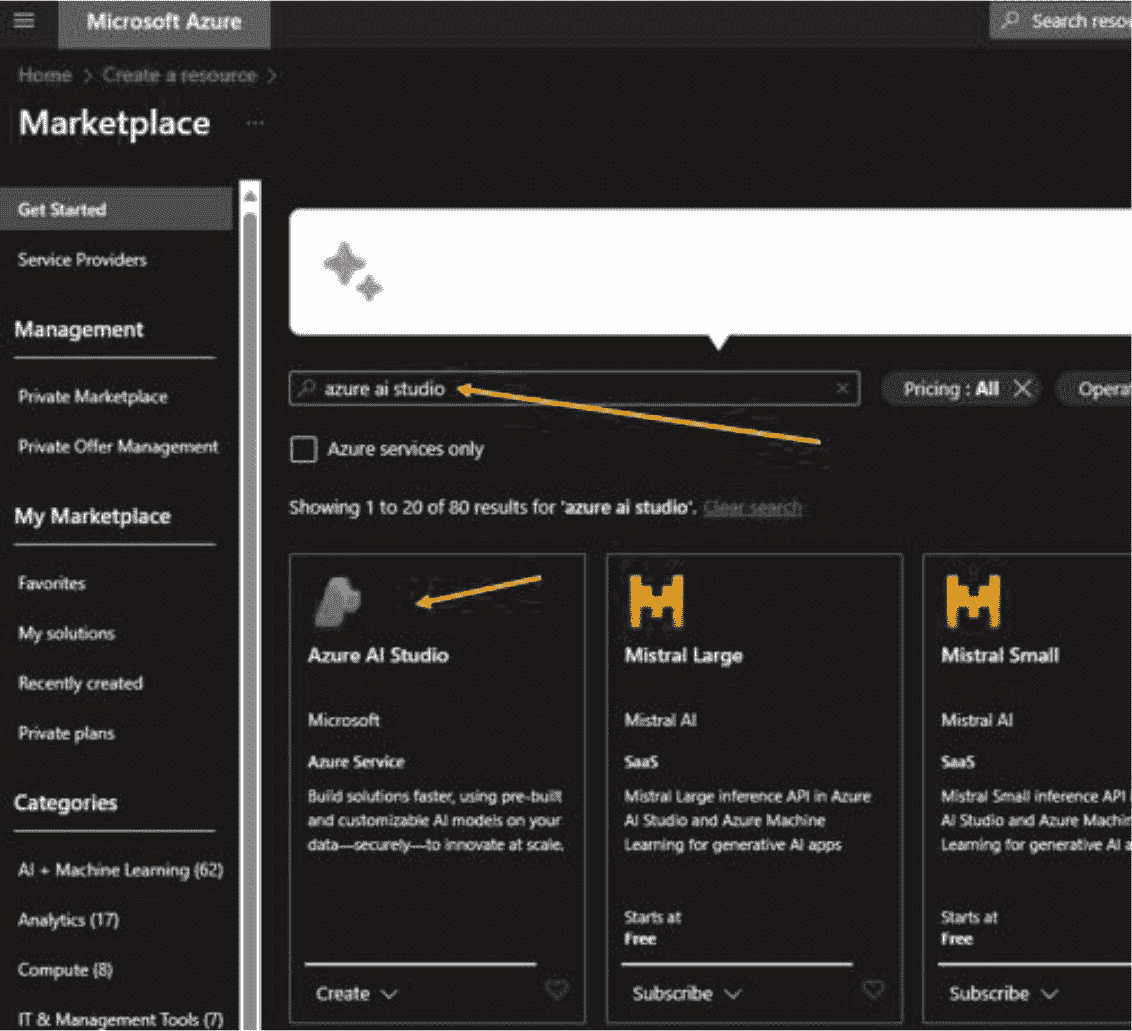 Microsoft Azure
Search reso
Home > Create a resource >
Marketplace ...
Get Started
Service Providers
Management
Private Marketplace
Private Offer Management
My Marketplace
Favorites
My solutions
Recently created
Private plans
Categories
AI + Machine Learning (62)
Analytics (17)
Compute (8)
IT & Management Tools (7)
azure ai studio
Pricing : All
Opera
Azure services only
Showing 1 to 20 of 80 results for 'azure ai studio'. Clear search
Azure AI Studio
Microsoft
Azure Service
Build solutions faster, using pre-built
and customizable AI models on your
data—securely—to innovate at scale.
Create
Mistral Large
Mistral AI
SaaS
Mistral Large inference API in Azure
AI Studio and Azure Machine
Learning for generative AI apps
Starts at
Free
Subscribe
Mistral Small
Mistral AI
SaaS
Mistral Small inference API
AI Studio and Azure Machin
Learning for generative AI a
Starts at
Free
Subscribe